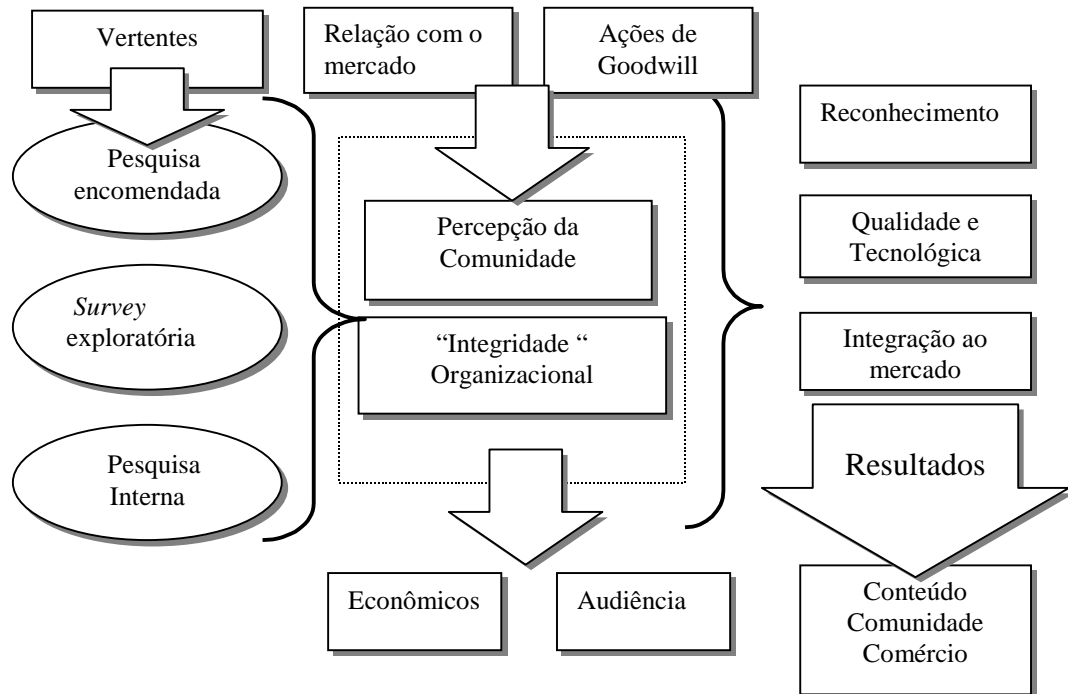 Vertentes
Pesquisa
encomendada
Survey
exploratória
Pesquisa
Interna
Relação com o
mercado
Ações de
Goodwill
Percepção da
Comunidade
“Integridade “
Organizacional
Econômicos
Audiência
Reconhecimento
Qualidade e
Tecnológica
Integração ao
mercado
Resultados
Conteúdo
Comunidade
Comércio